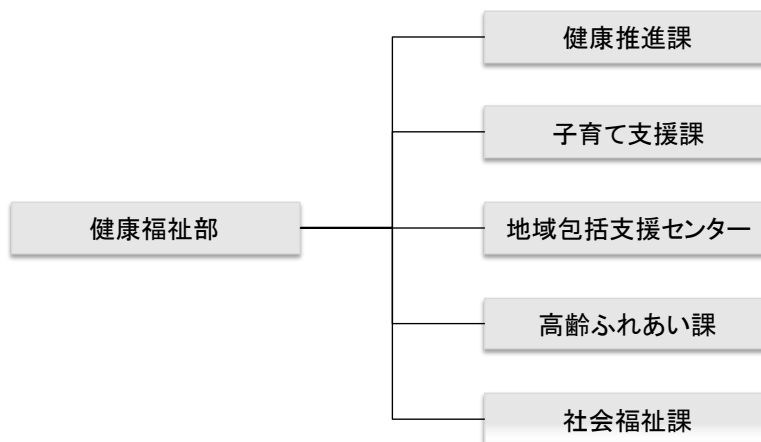 健康推進課
子育て支援課
健康福祉部
地域包括支援センター
高齢ふれあい課
社会福祉課